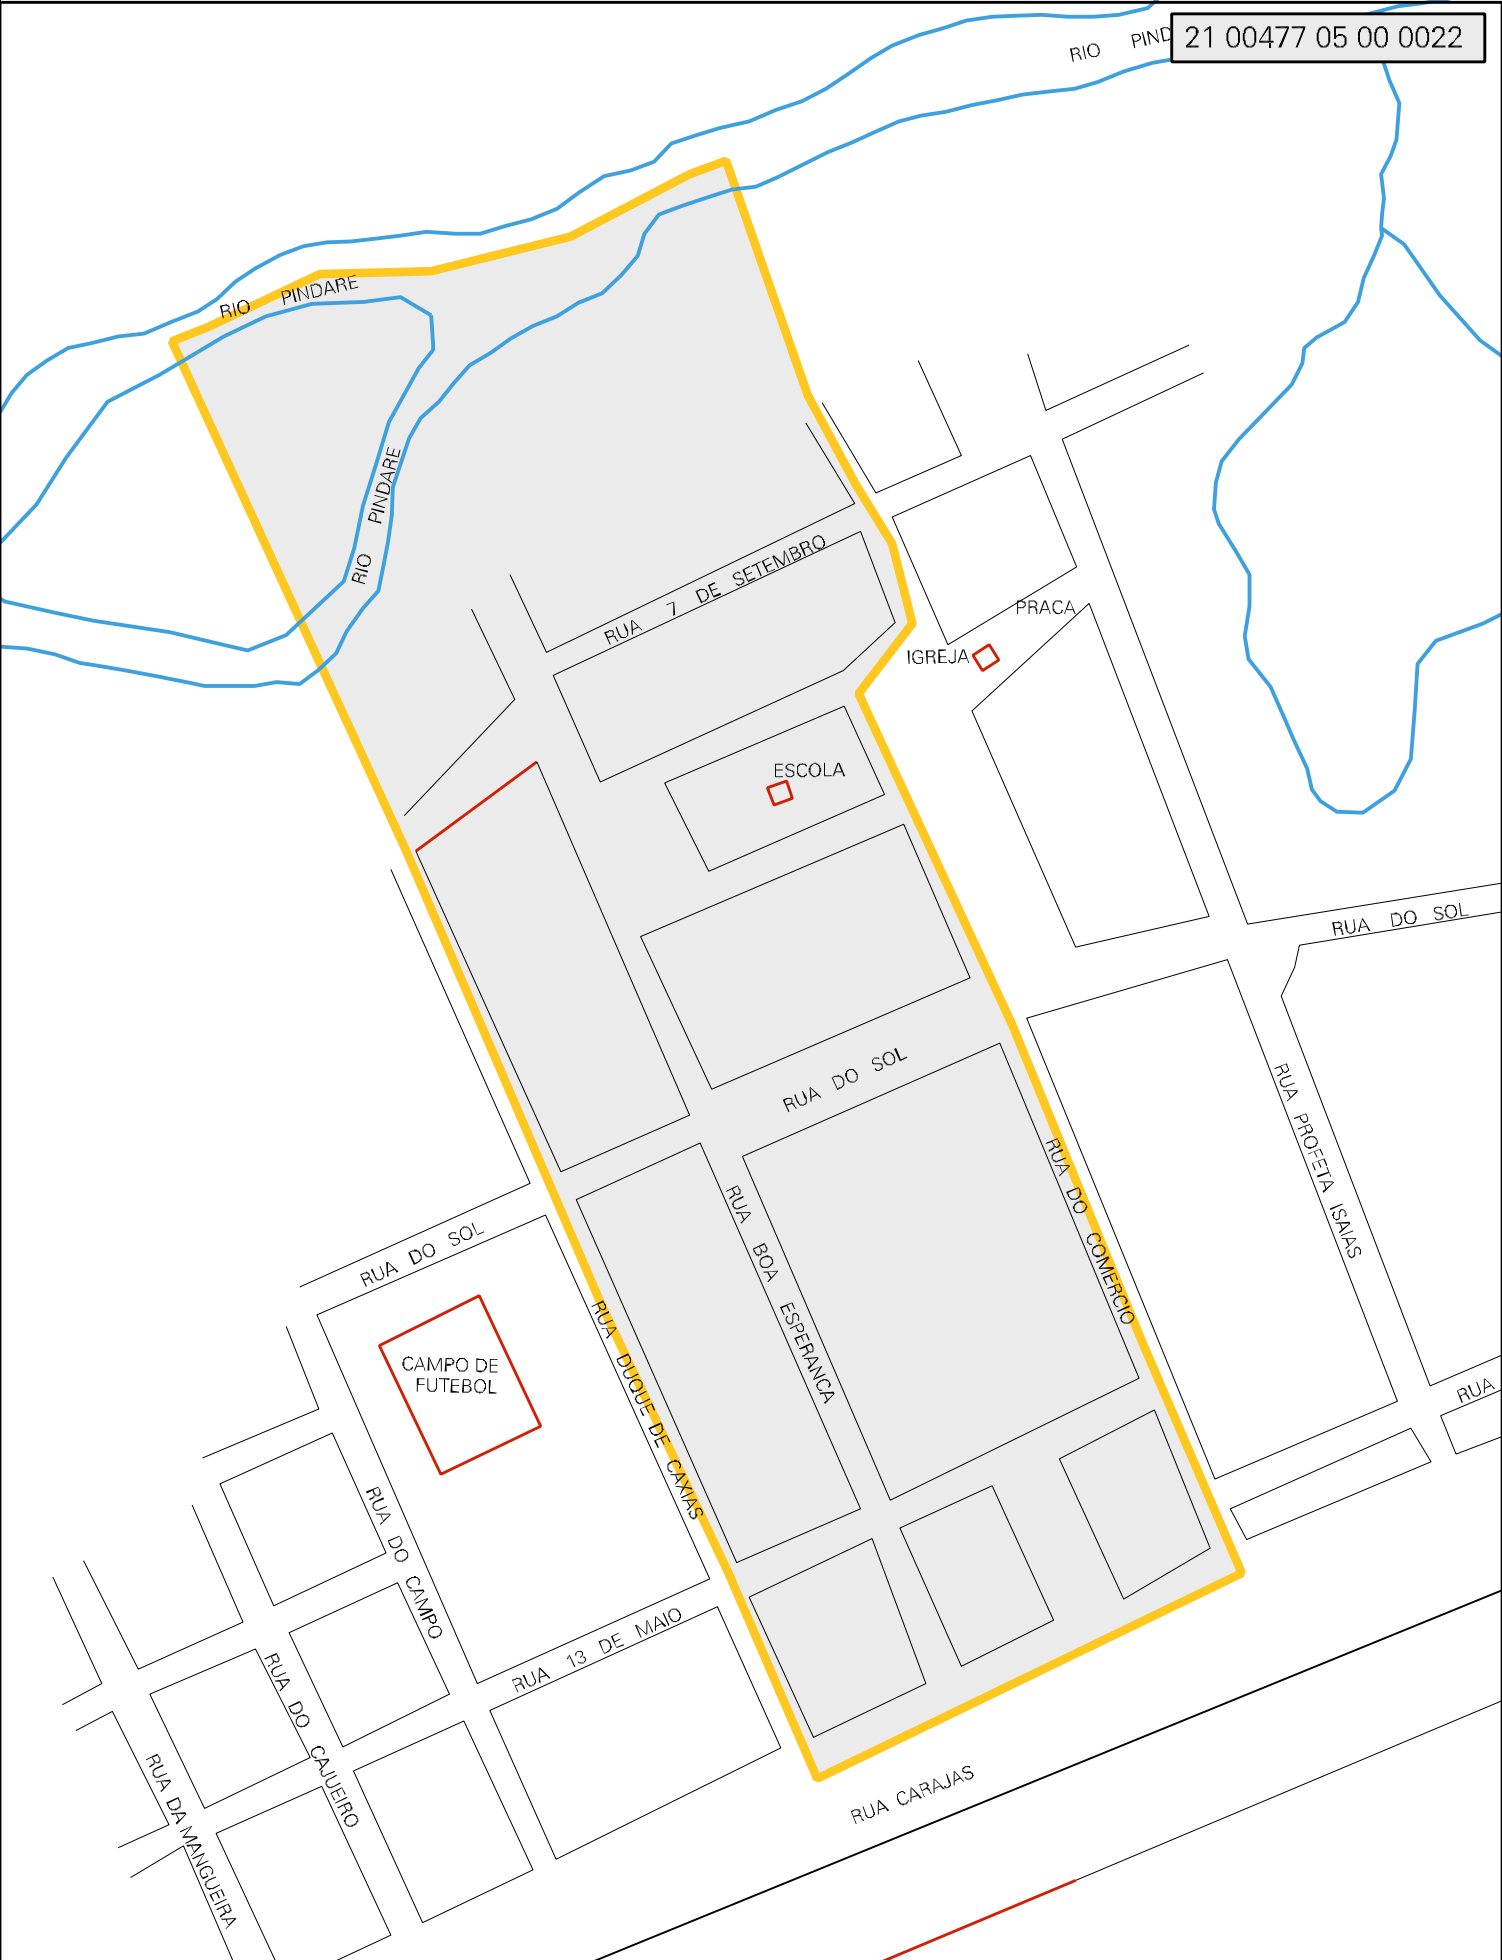 21 00477 05 00 0022
RIO PIND
RIO PINDARE
RIO PINDARE
RUA 7 DE SETEMBRO
PRACA
IGREJA
ESCOLA
RUA DO SOL
RUA DO SOL
RUA PROFETA ISAIAS
RUA DO COMERCIO
RUA BOA ESPERANCA
RUA DO SOL
RUA DUQUE DE CAXIAS
CAMPO DE
FUTEBOL
RUA
RUA DO CAMPO
RUA 13 DE MAIO
RUA DO CAJUEIRO
RUA DA MANGUEIRA
RUA CARAJAS